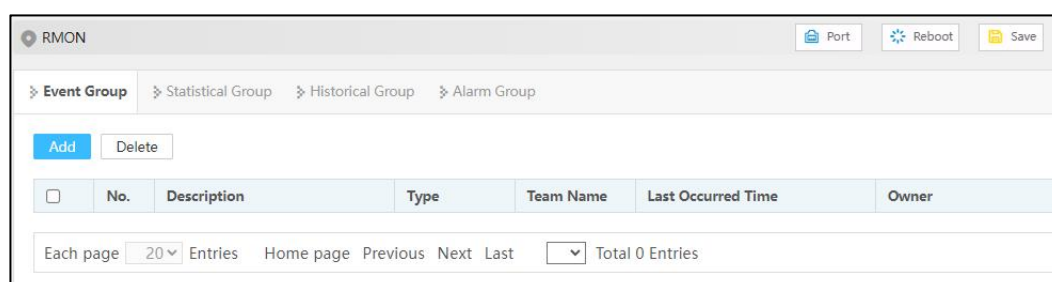 RMON Port Reboot Save
Event Group Statistical Group Historical Group Alarm Group
Add Delete
No. Description Type Team Name Last Occurred Time Owner
Each page 20 Entries Home page Previous Next Last Total 0 Entries